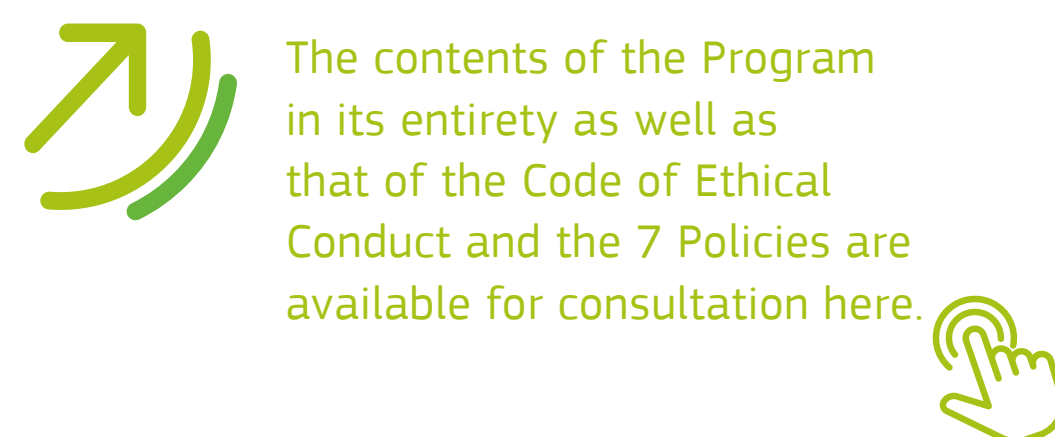 The contents of the Program
in its entirety as well as
that of the Code of Ethical
Conduct and the 7 Policies are
available for consultation here.